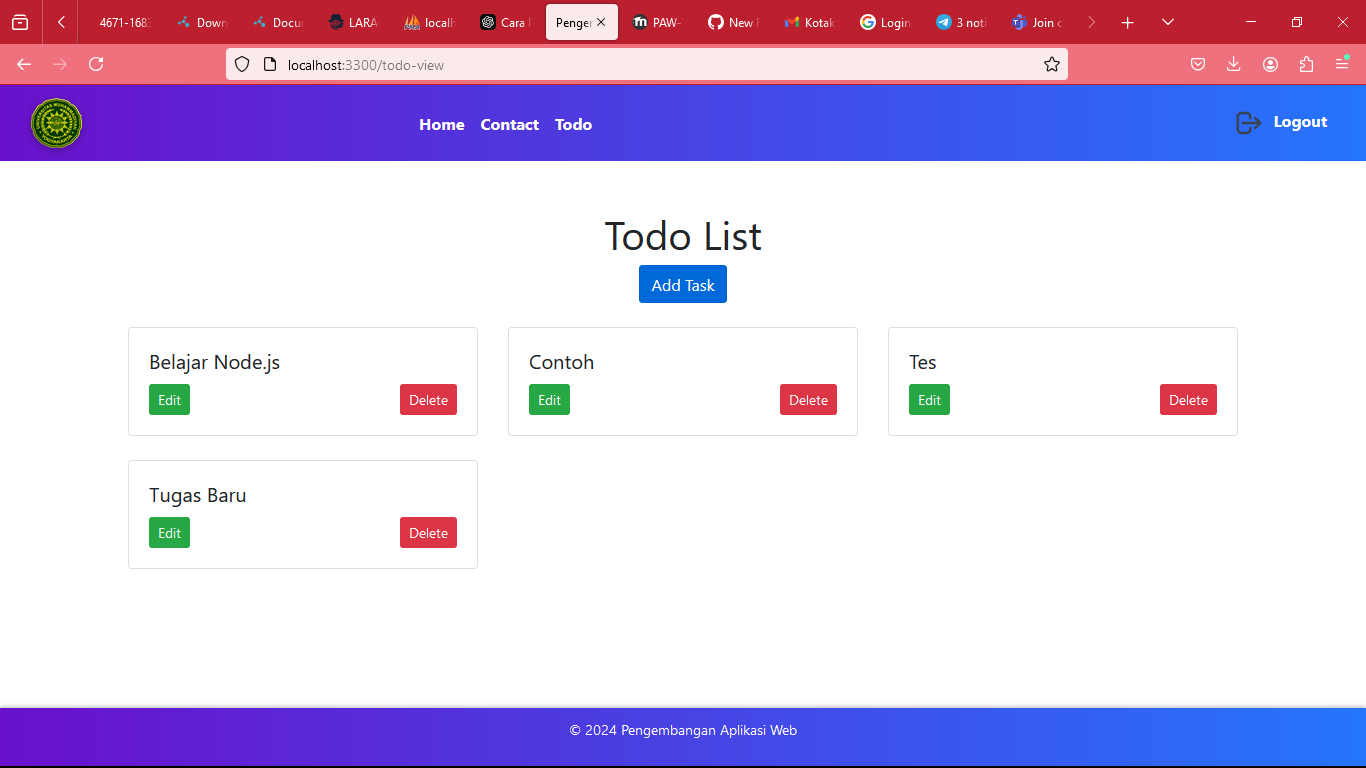 4671-1683
Down
Docu
LARA
localh
Cara
Penger
PAW-
New
Kotak
Login
3 noti
Join
localhost:3300/todo-view
Home Contact Todo
Logout
Todo List
Add Task
Belajar Node.js
Edit Delete
Contoh
Edit Delete
Tes
Edit Delete
Tugas Baru
Edit Delete
© 2024 Pengembangan Aplikasi Web